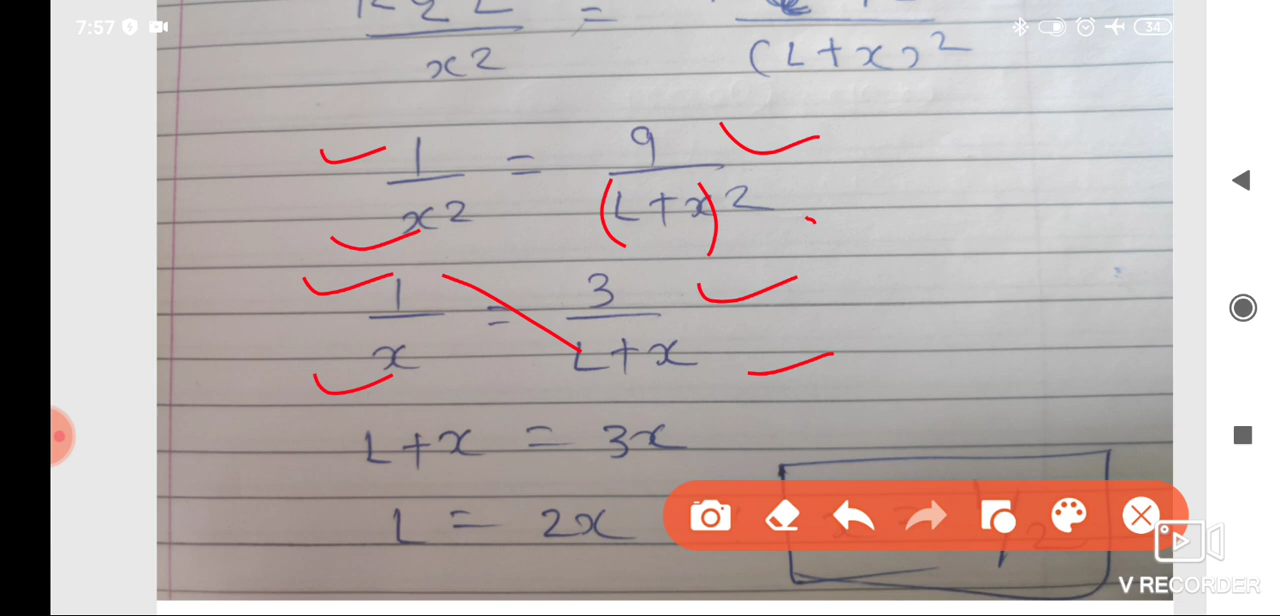 7:57 34
x² = (L+x)²
1/x² = 9/(L+x)²
1/x = 3/L+x
L+x = 3x
L = 2x
V RECORDER